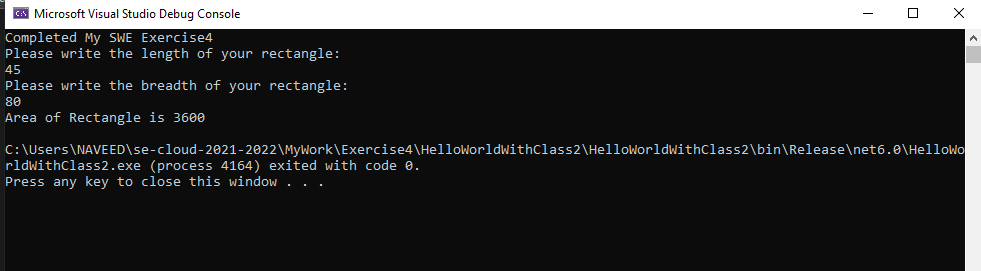 Microsoft Visual Studio Debug Console
Completed My SWE Exercise4
Please write the length of your rectangle:
45
Please write the breadth of your rectangle:
80
Area of Rectangle is 3600
C:\Users\NAVEED\se-cloud-2021-2022\MyWork\Exercise4\HelloWorldWithClass2\HelloWorldWithClass2\bin\Release\net6.0\HelloWo
rldWithClass2.exe (process 4164) exited with code 0.
Press any key to close this window . . .